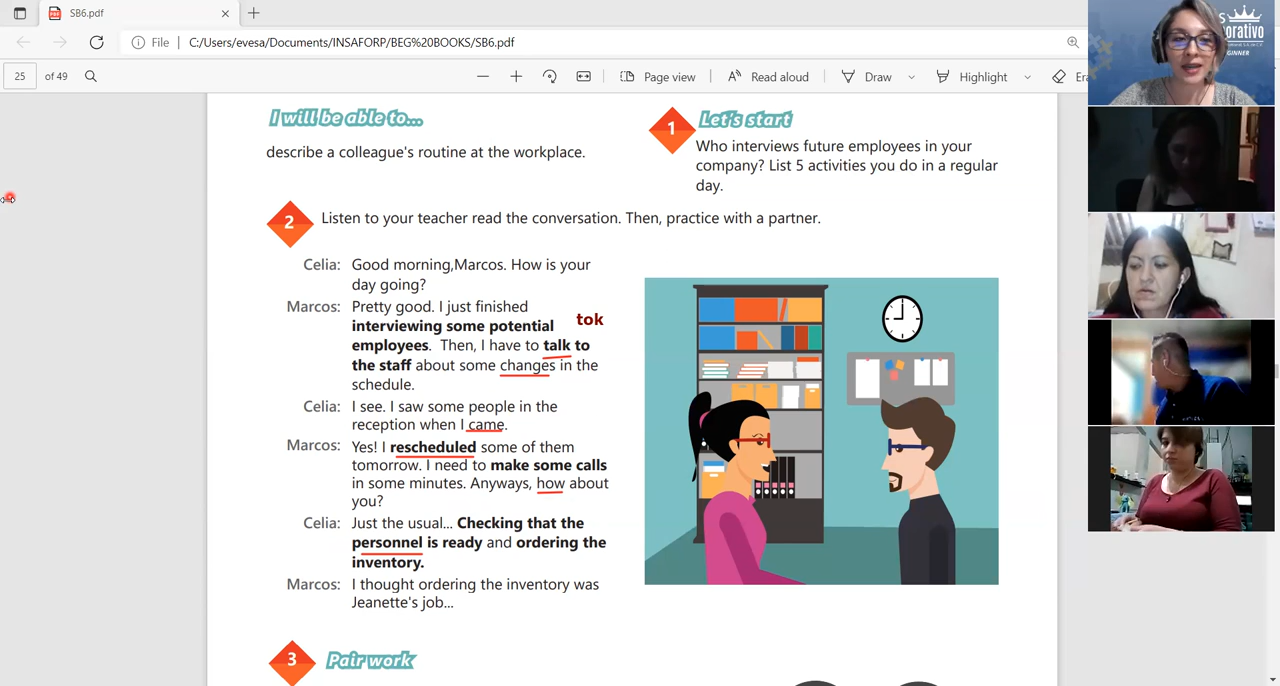 SB6.pdf
File
C:/Users/evesa/Documents/INSAFORP/BEG%20BOOKS/SB6.pdf
25 of 49
Page view
Read aloud
Draw
Highlight
S
orativo
GINNER
I will be able to...
describe a colleague's routine at the workplace.
1 Let's start
Who interviews future employees in your
company? List 5 activities you do in a regular
day.
2 Listen to your teacher read the conversation. Then, practice with a partner.
Celia: Good morning,Marcos. How is your
day going?
Marcos: Pretty good. I just finished
interviewing some potential
tok
employees. Then, I have to talk to
the staff about some changes in the
schedule.
Celia: I see. I saw some people in the
reception when I came.
Marcos: Yes! I rescheduled some of them
tomorrow. I need to make some calls
in some minutes. Anyways, how about
you?
Celia: Just the usual... Checking that the
personnel is ready and ordering the
inventory.
Marcos: I thought ordering the inventory was
Jeanette's job...
3 Pair work